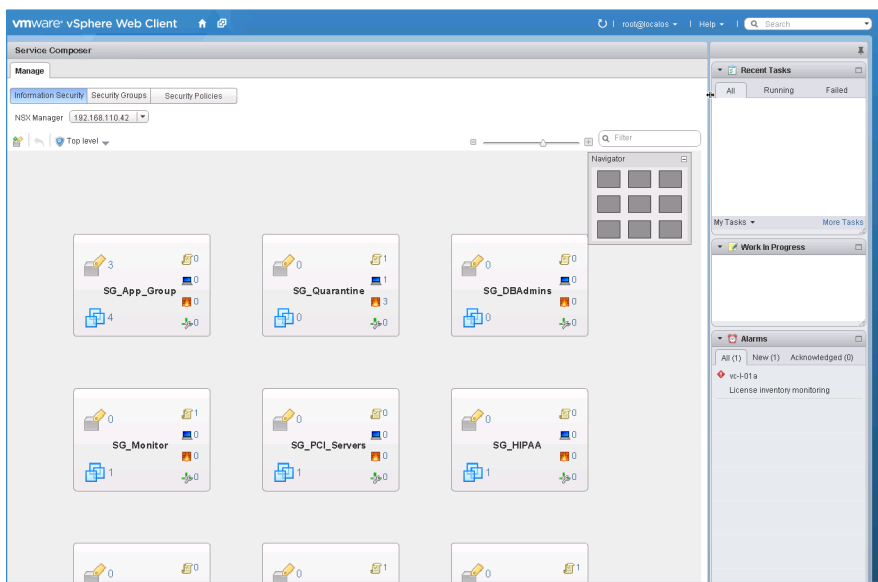 vmware® vSphere Web Client
root@localos
Help
Search
Service Composer
Manage
Information Security
Security Groups
Security Policies
NSX Manager
192.168.110.42
Top level
Filter
Navigator
3
0
SG_App_Group
0
0
4
0
0
1
SG_Quarantine
1
3
0
0
0
0
SG_DBAdmins
0
0
0
0
0
1
SG_Monitor
0
0
1
0
0
0
SG_PCI_Servers
0
0
1
0
0
0
SG_HIPAA
0
0
1
0
0
0
0
1
0
1
Recent Tasks
All
Running
Failed
My Tasks
More Tasks
Work In Progress
Alarms
All (1)
New (1)
Acknowledged (0)
vc-l-01a
License inventory monitoring